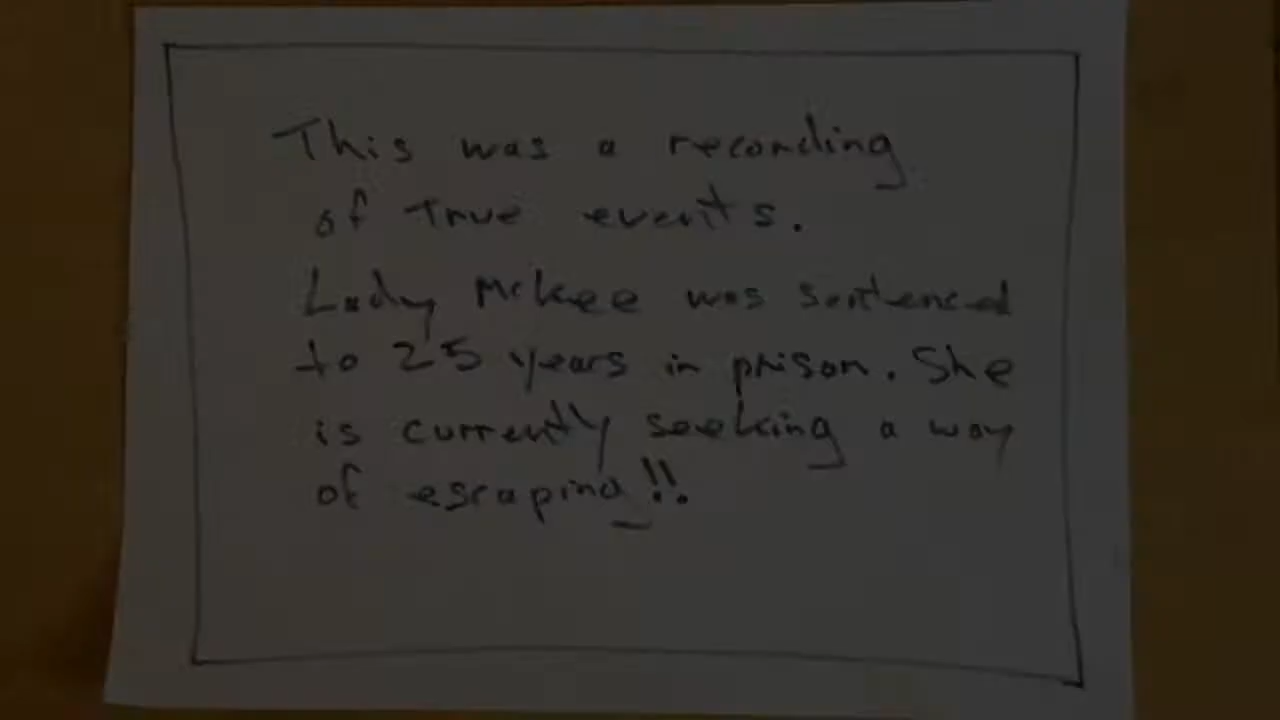 This was a recording
of True events.
Lady McKee was sentenced
to 25 years in prison. She
is currently seeking a way
of escaping!!